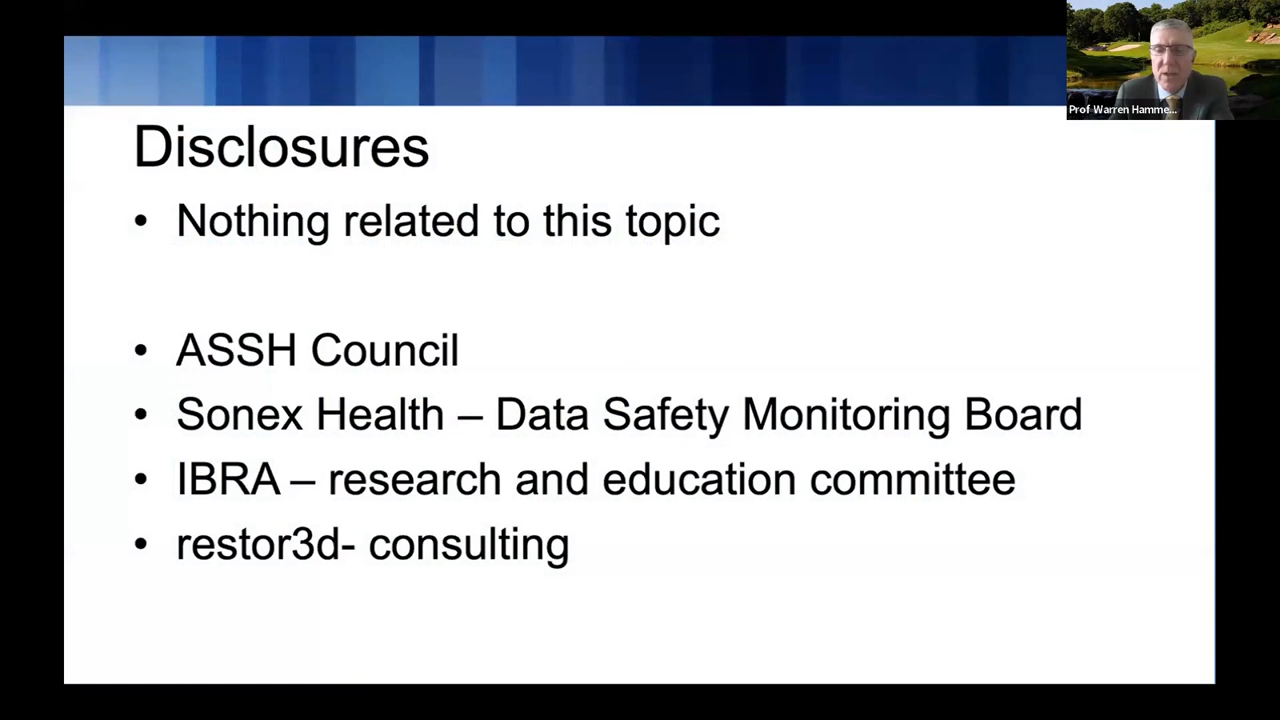 Prof Warren Hamme...
Disclosures
• Nothing related to this topic
• ASSH Council
• Sonex Health – Data Safety Monitoring Board
• IBRA – research and education committee
• restor3d- consulting